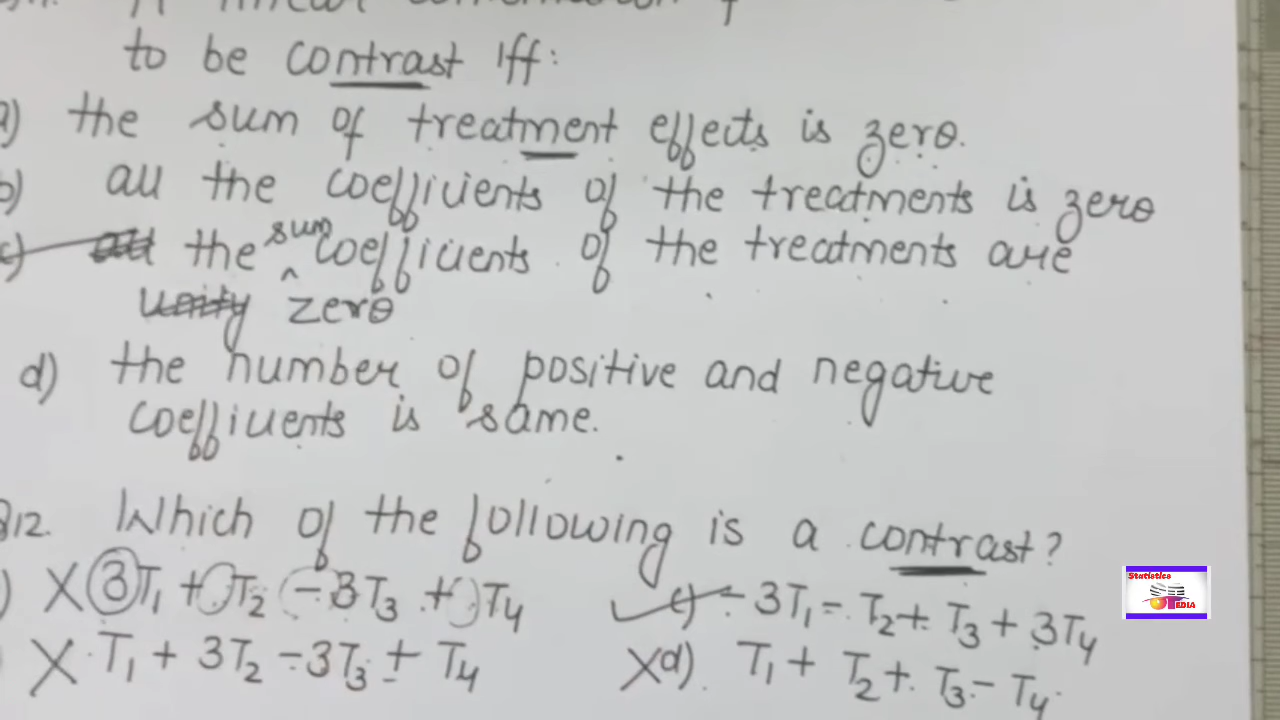 to be contrast Iff:
a) the sum of treatment effects is zero.
b) all the coefficients of the treatments is zero
c) all the sum coefficients of the treatments are
unity zero
d) the number of positive and negative
coefficients is same.
Q12. Which of the following is a contrast?
) X 3T1 + T2 - 3T3 + T4
c) - 3T1 - T2 + T3 + 3T4
X T1 + 3T2 - 3T3 + T4
X d) T1 + T2 + T3 - T4
Statistics
TEDIA